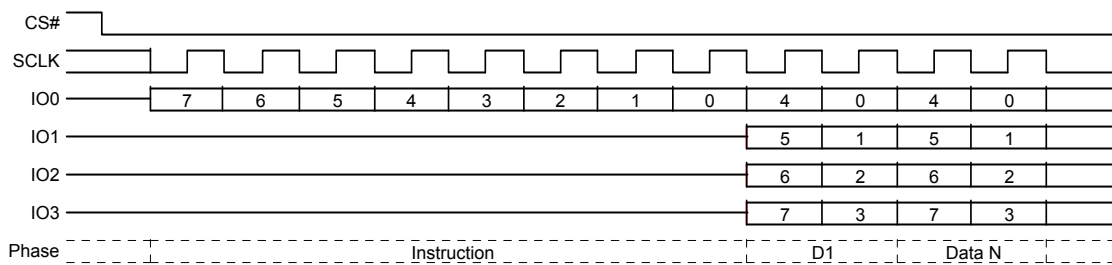 CS#
SCLK
IO0 7 6 5 4 3 2 1 0 4 0 4 0
IO1 5 1 5 1
IO2 6 2 6 2
IO3 7 3 7 3
Phase Instruction D1 Data N